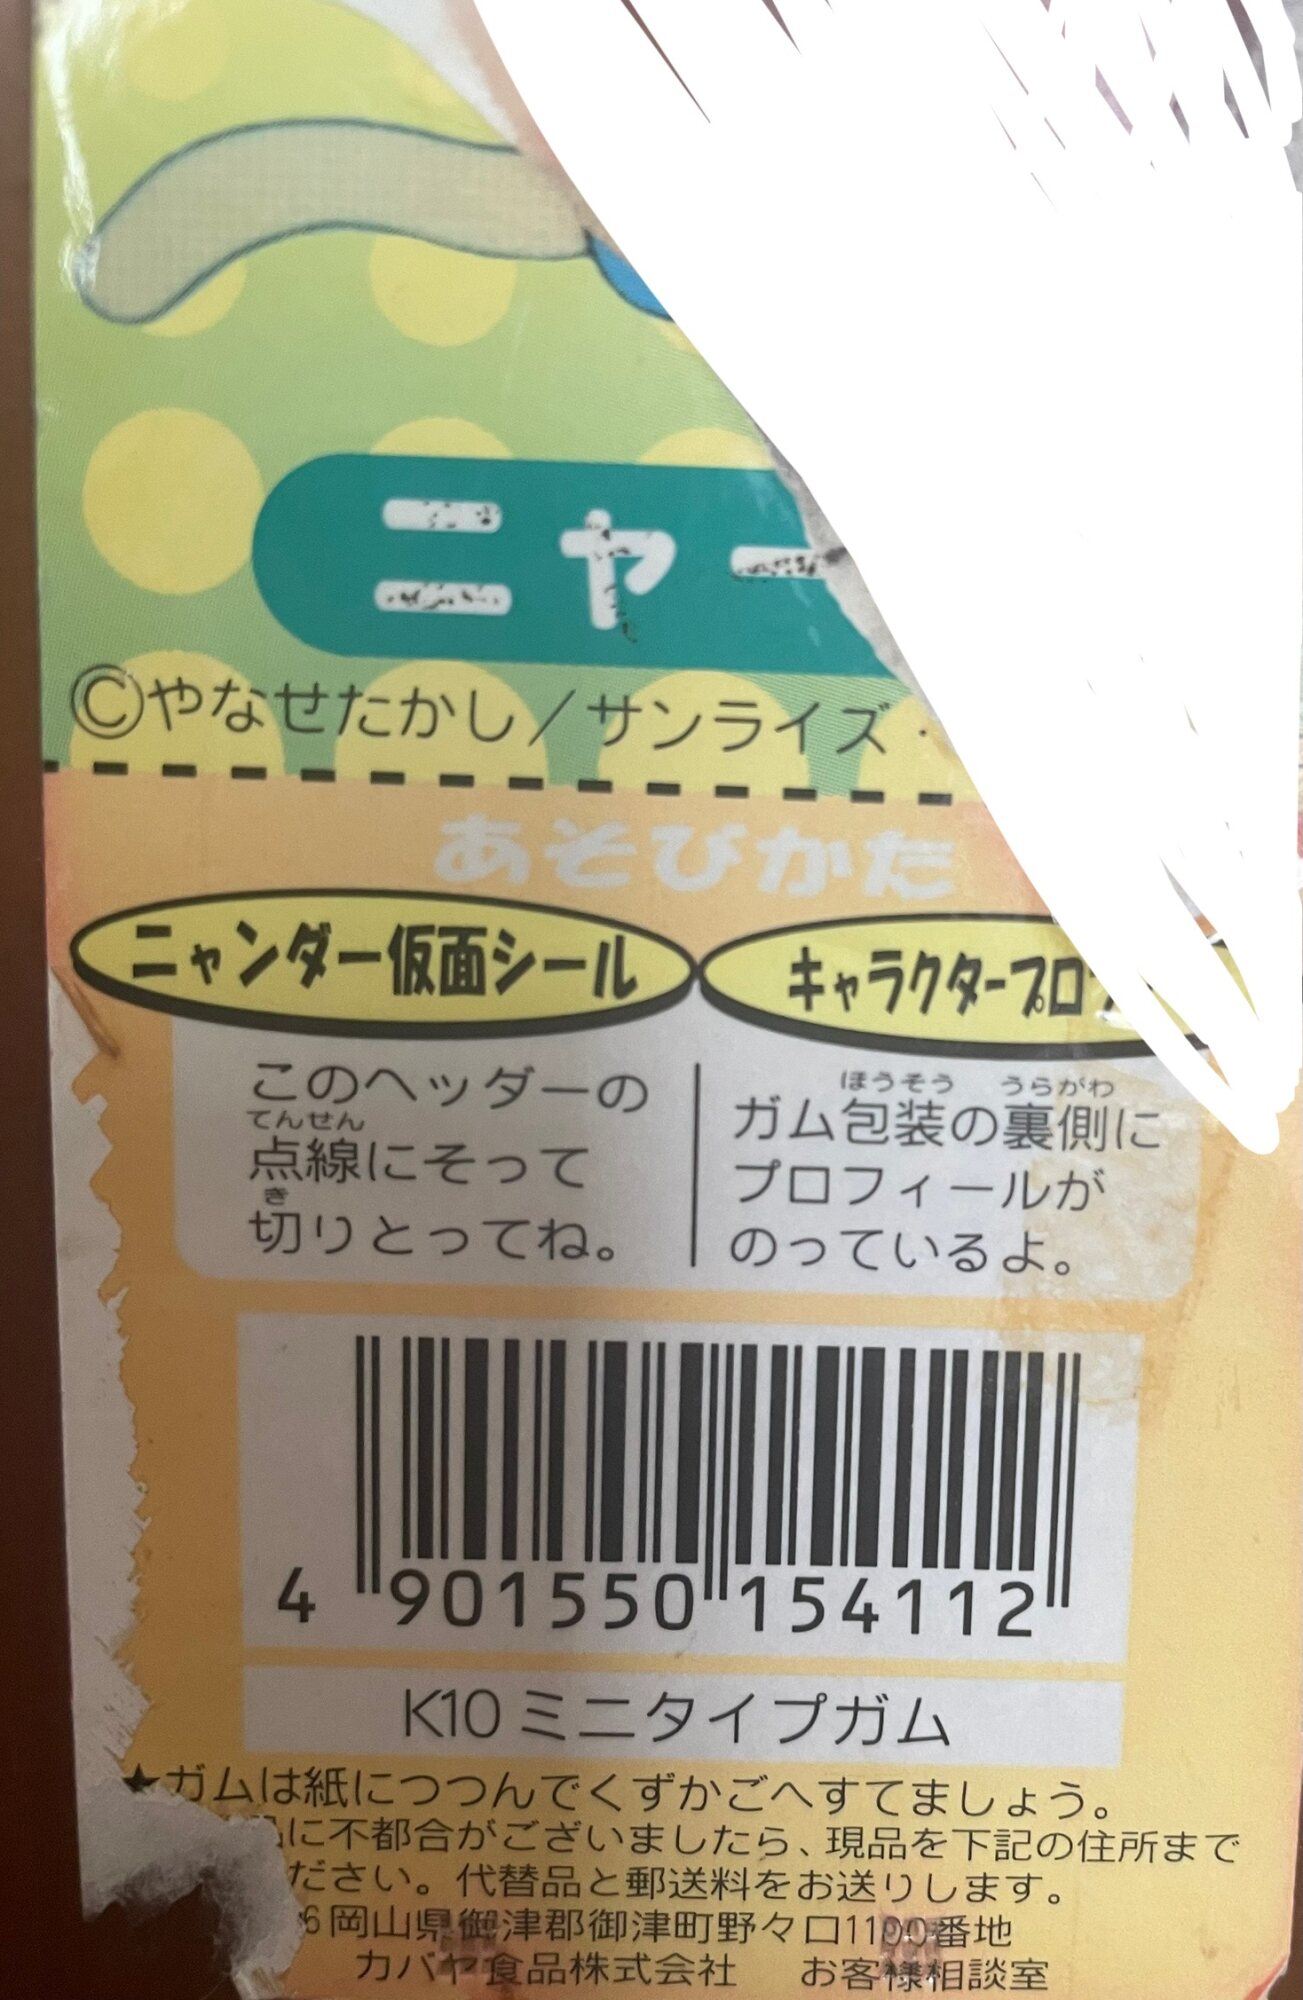 ニャー
©やなせたかし／サンライズ・
あそびかた
ニャンダー仮面シール
このヘッダーの
てんせん
点線にそって
き
切りとってね。
キャラクタープロフ
ほうそう うらがわ
ガム包装の裏側に
プロフィールが
のっているよ。
4 901550 154112
K10ミニタイプガム
★ガムは紙につつんでくずかごへすてましょう。
品に不都合がございましたら、現品を下記の住所まで
ださい。代替品と郵送料をお送りします。
6 岡山県御津郡御津町野々口1100番地
カバヤ食品株式会社 お客様相談室